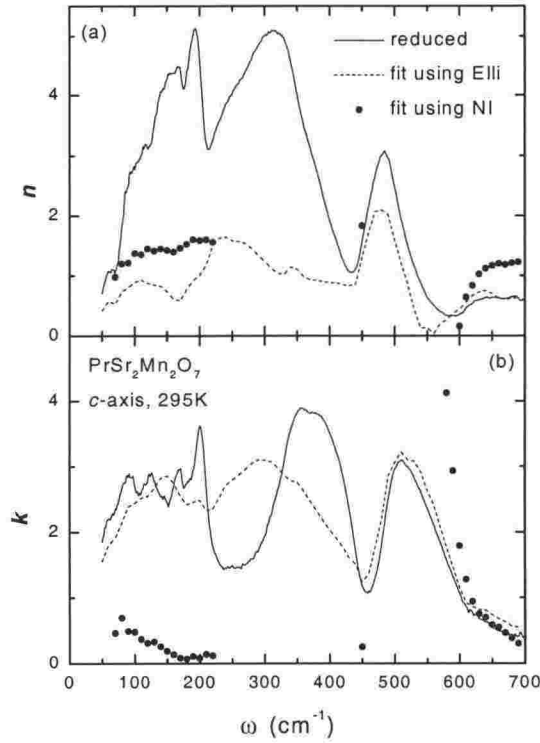 (a)
reduced
fit using Elli
fit using NI
4
2
0
n
(b)
PrSr₂Mn₂O₇
c-axis, 295K
4
2
0
k
0 100 200 300 400 500 600 700
ω (cm⁻¹)